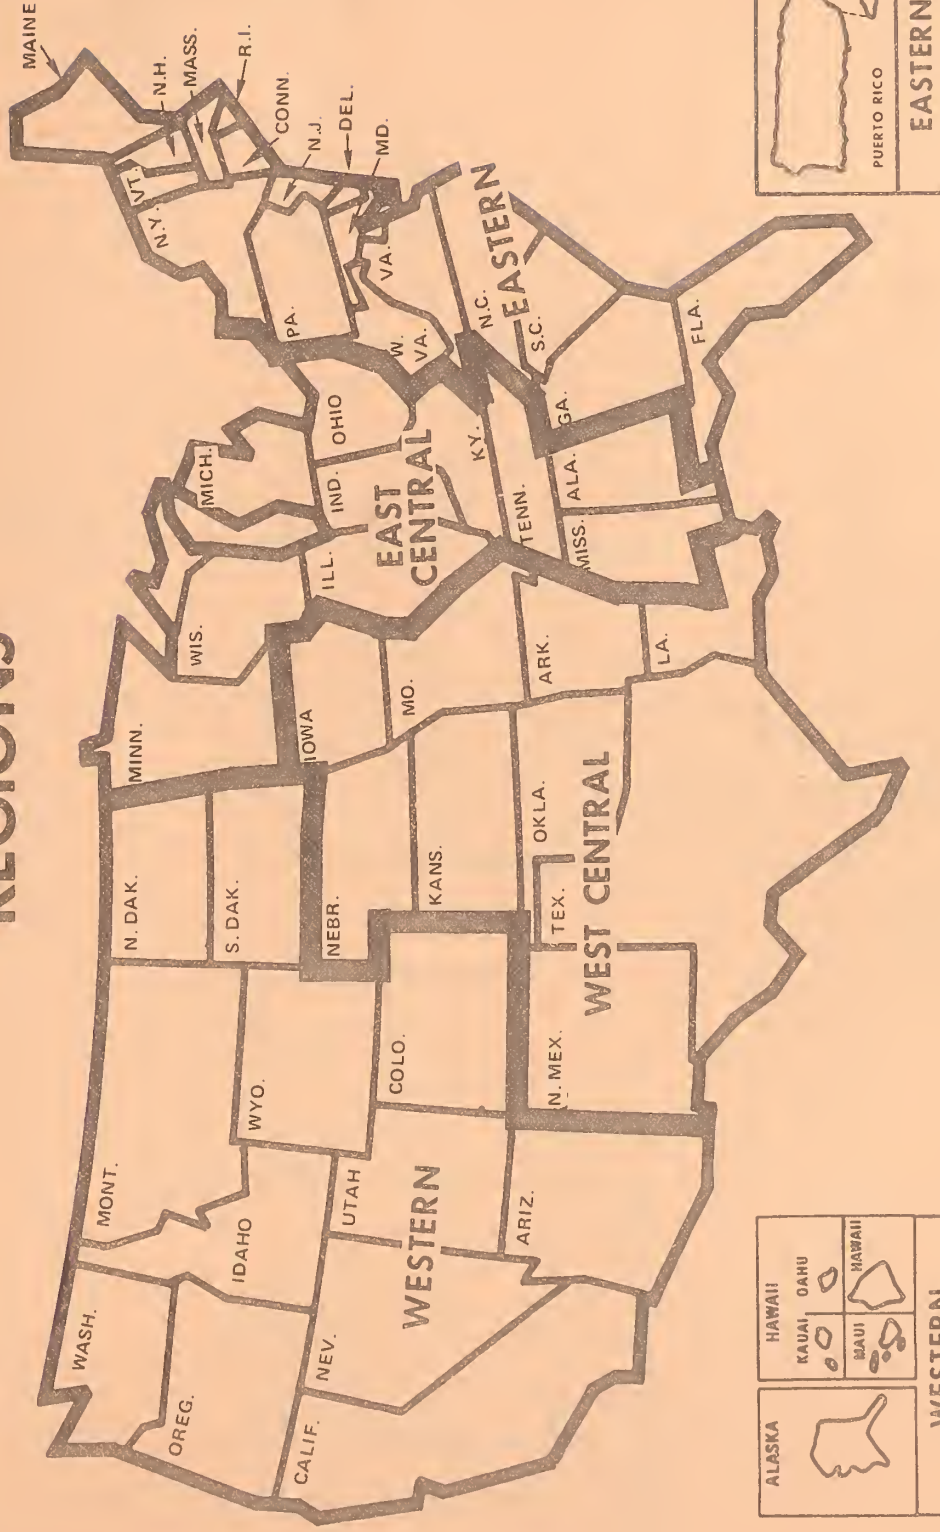 REGIONS
WASH.
OREG.
CALIF.
NEV.
IDAHO
MONT.
WYO.
UTAH
COLO.
ARIZ.
N. MEX.
WESTERN
N. DAK.
S. DAK.
NEBR.
KANS.
OKLA.
TEX.
WEST CENTRAL
MINN.
IOWA
MO.
ARK.
LA.
WIS.
ILL.
MICH.
IND.
OHIO
EAST
CENTRAL
KY.
TENN.
MISS.
ALA.
GA.
FLA.
S.C.
N.C.
EASTERN
W.
VA.
VA.
PA.
N.Y.
VT.
MAINE
N.H.
MASS.
R.I.
CONN.
N.J.
DEL.
MD.
ALASKA
HAWAII
KAUAI
OAHU
MAUI
HAWAII
WESTERN
PUERTO RICO
EASTERN